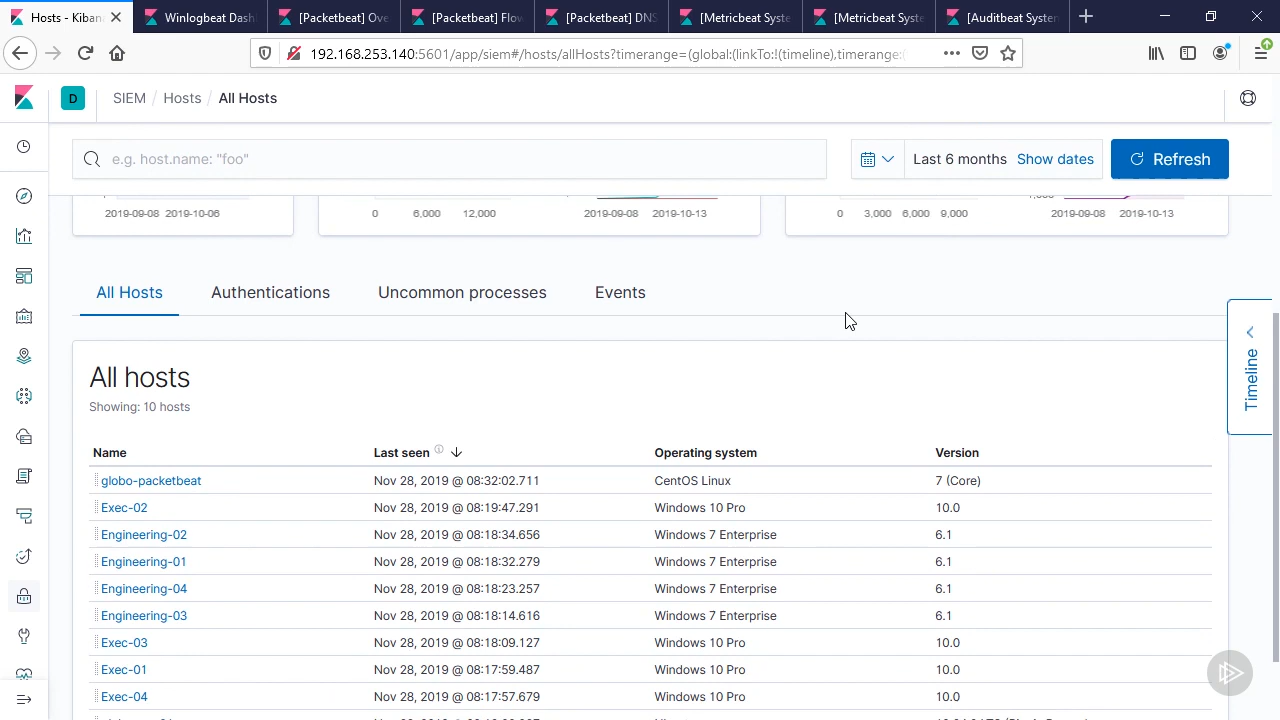 Hosts - Kiban
Winlogbeat Dash
[Packetbeat] Ove
[Packetbeat] Flow
[Packetbeat] DNS
[Metricbeat Syste
[Metricbeat Syste
[Auditbeat System
192.168.253.140:5601/app/siem#/hosts/allHosts?timerange=(global:(linkTo:!(timeline),timerange:(
D
SIEM / Hosts / All Hosts
e.g. host.name: "foo"
Last 6 months Show dates
Refresh
2019-09-08 2019-10-06
0 6,000 12,000
2019-09-08 2019-10-13
0 3,000 6,000 9,000
2019-09-08 2019-10-13
All Hosts
Authentications
Uncommon processes
Events
Timeline
All hosts
Showing: 10 hosts
Name Last seen Operating system Version
globo-packetbeat Nov 28, 2019 @ 08:32:02.711 CentOS Linux 7 (Core)
Exec-02 Nov 28, 2019 @ 08:19:47.291 Windows 10 Pro 10.0
Engineering-02 Nov 28, 2019 @ 08:18:34.656 Windows 7 Enterprise 6.1
Engineering-01 Nov 28, 2019 @ 08:18:32.279 Windows 7 Enterprise 6.1
Engineering-04 Nov 28, 2019 @ 08:18:23.257 Windows 7 Enterprise 6.1
Engineering-03 Nov 28, 2019 @ 08:18:14.616 Windows 7 Enterprise 6.1
Exec-03 Nov 28, 2019 @ 08:18:09.127 Windows 10 Pro 10.0
Exec-01 Nov 28, 2019 @ 08:17:59.487 Windows 10 Pro 10.0
Exec-04 Nov 28, 2019 @ 08:17:57.679 Windows 10 Pro 10.0